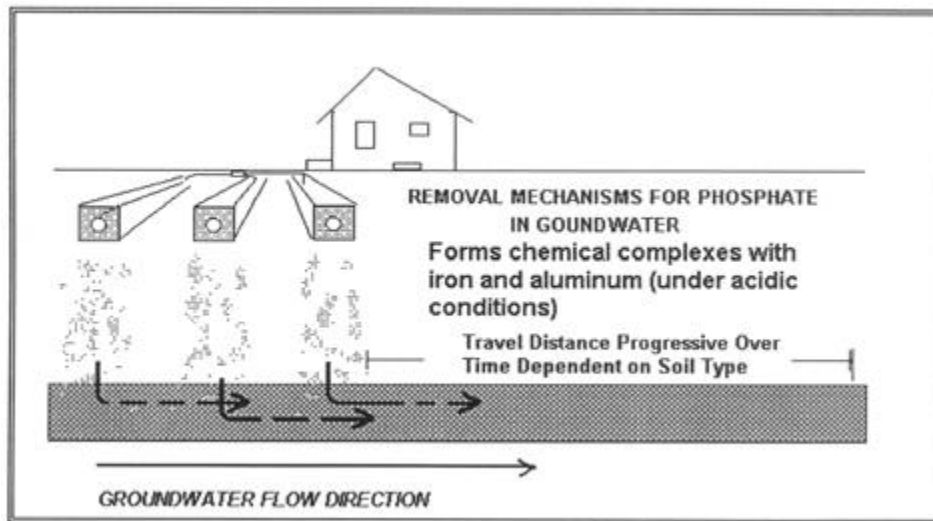 REMOVAL MECHANISMS FOR PHOSPHATE
IN GOUNDWATER
Forms chemical complexes with
iron and aluminum (under acidic
conditions)
Travel Distance Progressive Over
Time Dependent on Soil Type
GROUNDWATER FLOW DIRECTION